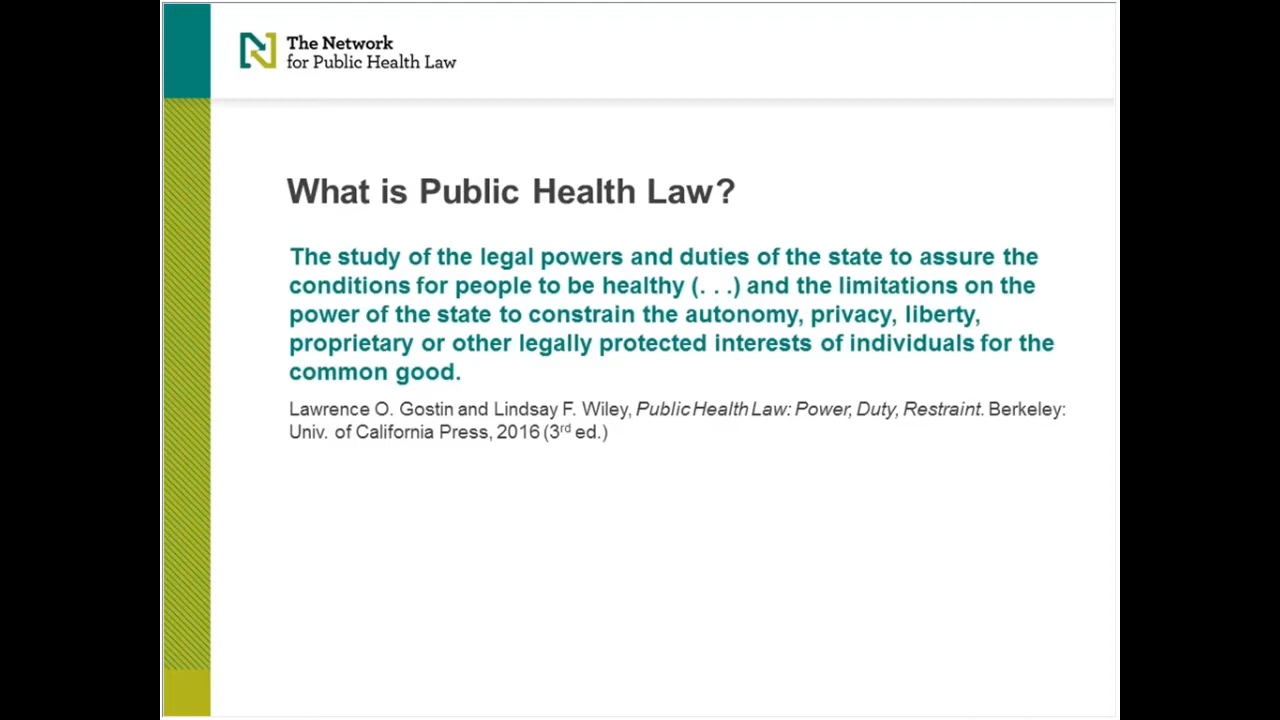 The Network
for Public Health Law
What is Public Health Law?
The study of the legal powers and duties of the state to assure the
conditions for people to be healthy (. . .) and the limitations on the
power of the state to constrain the autonomy, privacy, liberty,
proprietary or other legally protected interests of individuals for the
common good.
Lawrence O. Gostin and Lindsay F. Wiley, Public Health Law: Power, Duty, Restraint. Berkeley:
Univ. of California Press, 2016 (3rd ed.)